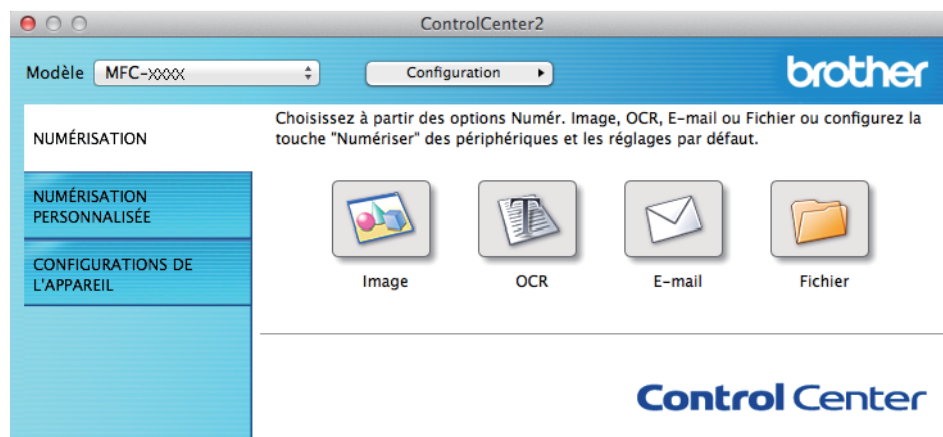 ControlCenter2
Modèle MFC-XXXX Configuration brother
NUMÉRISATION
Choisissez à partir des options Numér. Image, OCR, E-mail ou Fichier ou configurez la
touche "Numériser" des périphériques et les réglages par défaut.
NUMÉRISATION
PERSONNALISÉE
CONFIGURATIONS DE
L'APPAREIL
Image OCR E-mail Fichier
Control Center